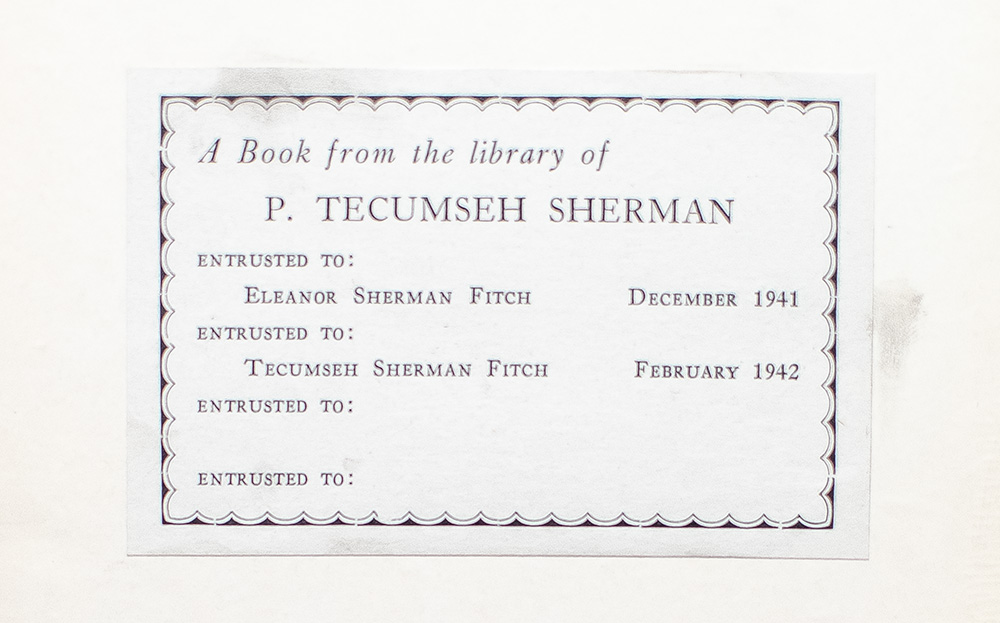 A Book from the library of
P. TECUMSEH SHERMAN
ENTRUSTED TO:
ELEANOR SHERMAN FITCH DECEMBER 1941
ENTRUSTED TO:
TECUMSEH SHERMAN FITCH FEBRUARY 1942
ENTRUSTED TO:
ENTRUSTED TO: